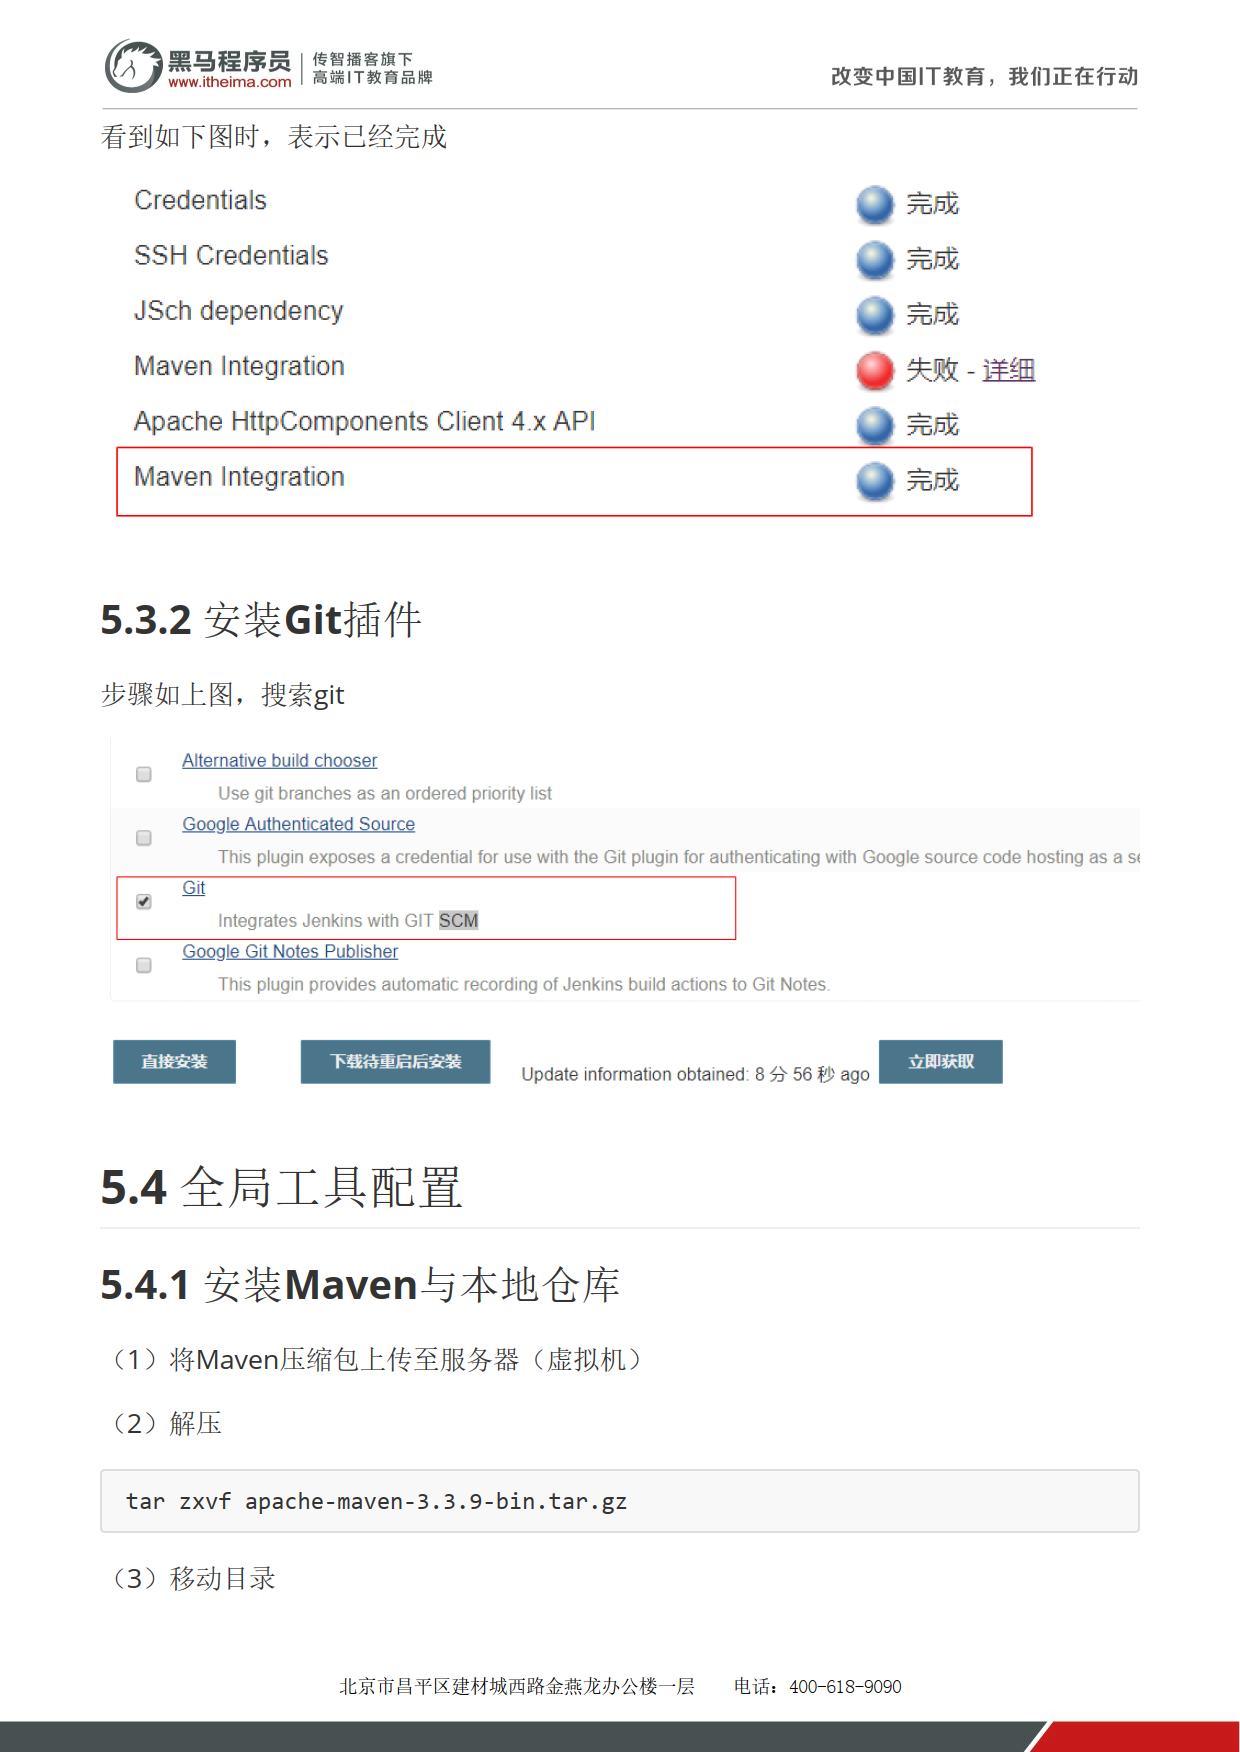 黑马程序员
www.itheima.com
传智播客旗下
高端IT教育品牌
改变中国IT教育，我们正在行动
看到如下图时，表示已经完成
Credentials 完成
SSH Credentials 完成
JSch dependency 完成
Maven Integration 失败 - 详细
Apache HttpComponents Client 4.x API 完成
Maven Integration 完成
5.3.2 安装Git插件
步骤如上图，搜索git
Alternative build chooser
Use git branches as an ordered priority list
Google Authenticated Source
This plugin exposes a credential for use with the Git plugin for authenticating with Google source code hosting as a se
Git
Integrates Jenkins with GIT SCM
Google Git Notes Publisher
This plugin provides automatic recording of Jenkins build actions to Git Notes.
直接安装 下载待重启后安装 Update information obtained: 8 分 56 秒 ago 立即获取
5.4 全局工具配置
5.4.1 安装Maven与本地仓库
（1）将Maven压缩包上传至服务器（虚拟机）
（2）解压
tar zxvf apache-maven-3.3.9-bin.tar.gz
（3）移动目录
北京市昌平区建材城西路金燕龙办公楼一层 电话：400-618-9090